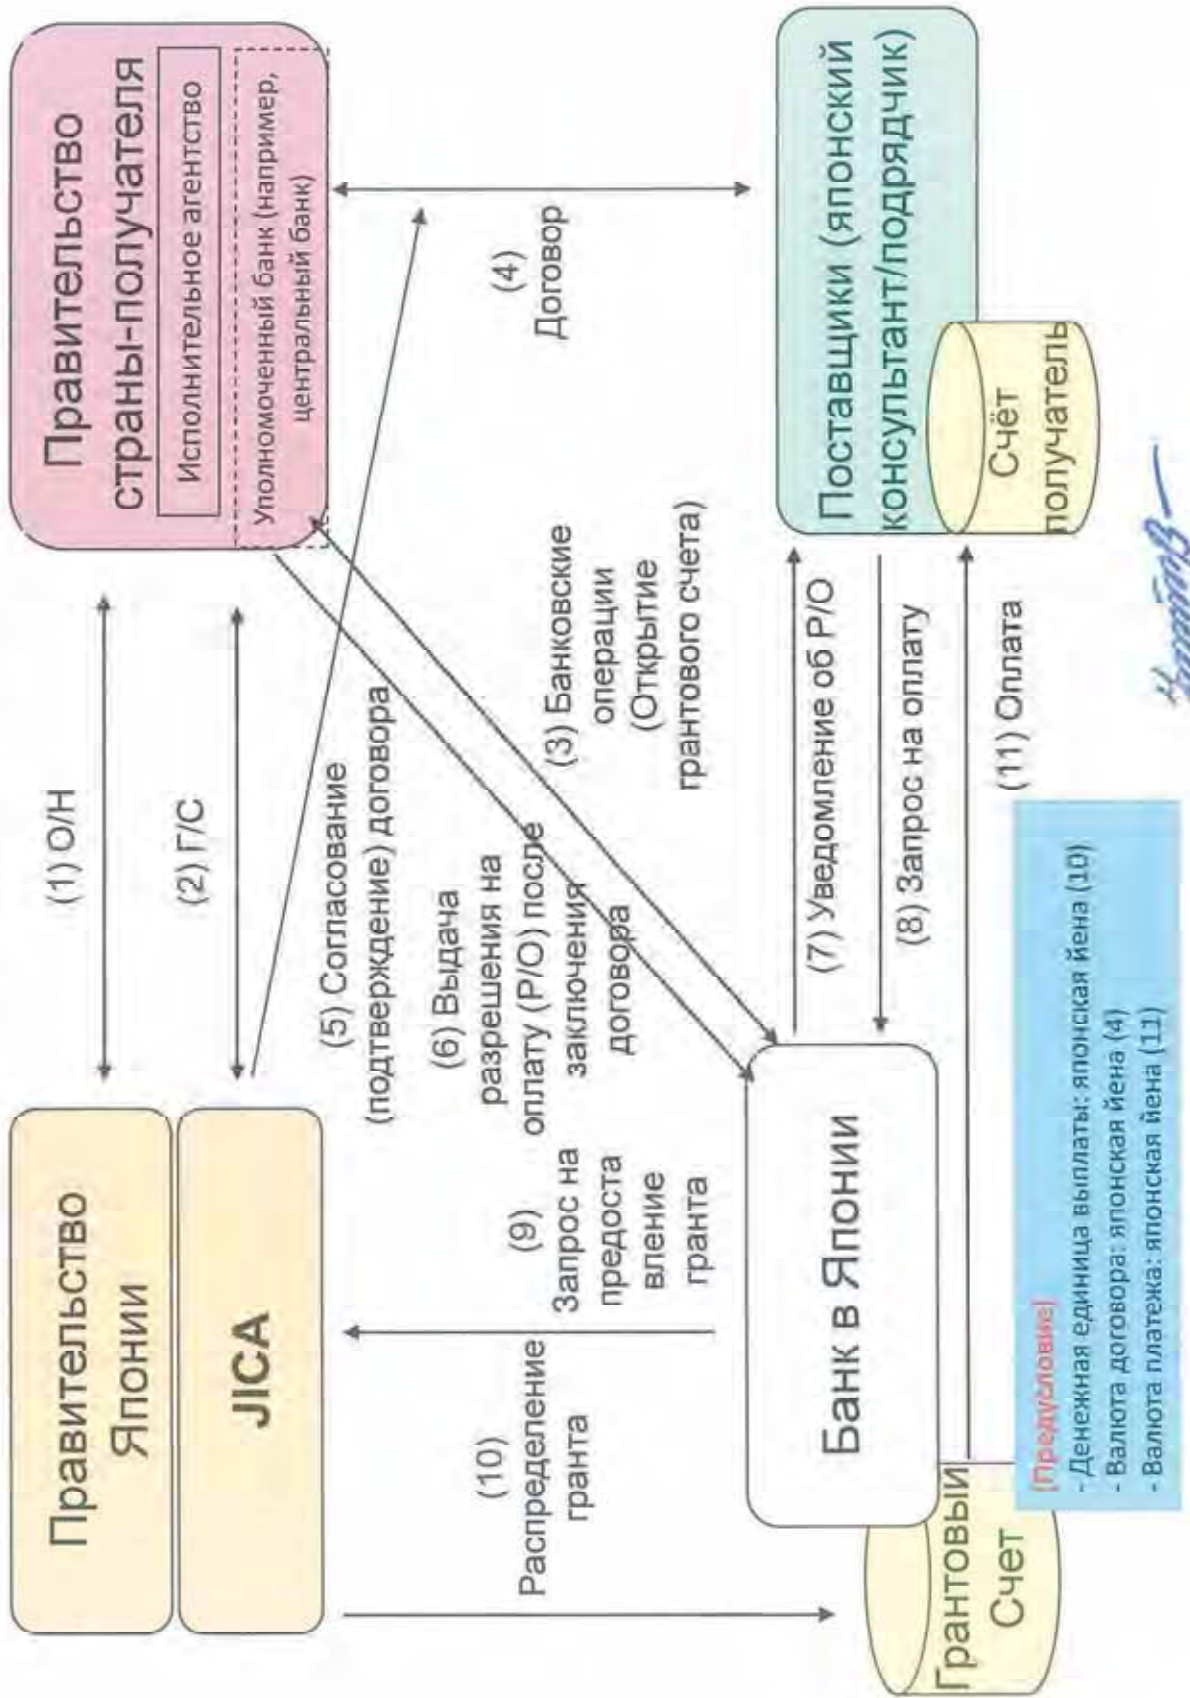 Правительство
Японии
JICA
(1) О/Н
(2) Г/С
Правительство
страны-получателя
Исполнительное агентство
Уполномоченный банк (например,
центральный банк)
(5) Согласование
(подтверждение) договора
(6) Выдача
разрешения на
оплату (Р/О) после
заключения
договора
(3) Банковские
операции
(Открытие
грантового счета)
(4)
Договор
(10)
Распределение
гранта
(9)
Запрос на
предоста
вление
гранта
Банк в Японии
Грантовый
Счет
(7) Уведомление об Р/О
(8) Запрос на оплату
(11) Оплата
Поставщики (японский
консультант/подрядчик)
Счёт
получатель
(Предусловие)
- Денежная единица выплаты: японская йена (10)
- Валюта договора: японская йена (4)
- Валюта платежа: японская йена (11)